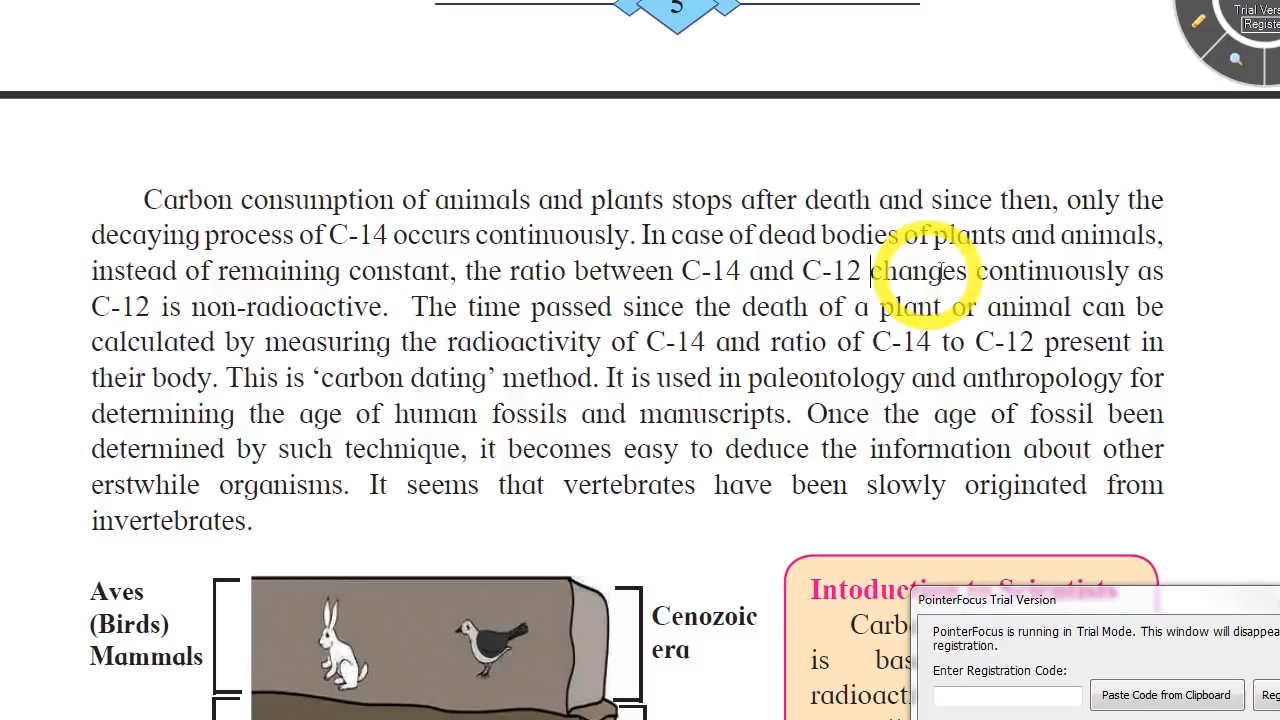 5
Trial Vers
Registe
Carbon consumption of animals and plants stops after death and since then, only the
decaying process of C-14 occurs continuously. In case of dead bodies of plants and animals,
instead of remaining constant, the ratio between C-14 and C-12 changes continuously as
C-12 is non-radioactive. The time passed since the death of a plant or animal can be
calculated by measuring the radioactivity of C-14 and ratio of C-14 to C-12 present in
their body. This is ‘carbon dating’ method. It is used in paleontology and anthropology for
determining the age of human fossils and manuscripts. Once the age of fossil been
determined by such technique, it becomes easy to deduce the information about other
erstwhile organisms. It seems that vertebrates have been slowly originated from
invertebrates.
Aves
(Birds)
Mammals
Cenozoic
era
Intoduction to Scientists
Carb
is bas
radioact
PointerFocus Trial Version
PointerFocus is running in Trial Mode. This window will disappea
registration.
Enter Registration Code:
Paste Code from Clipboard
Reg